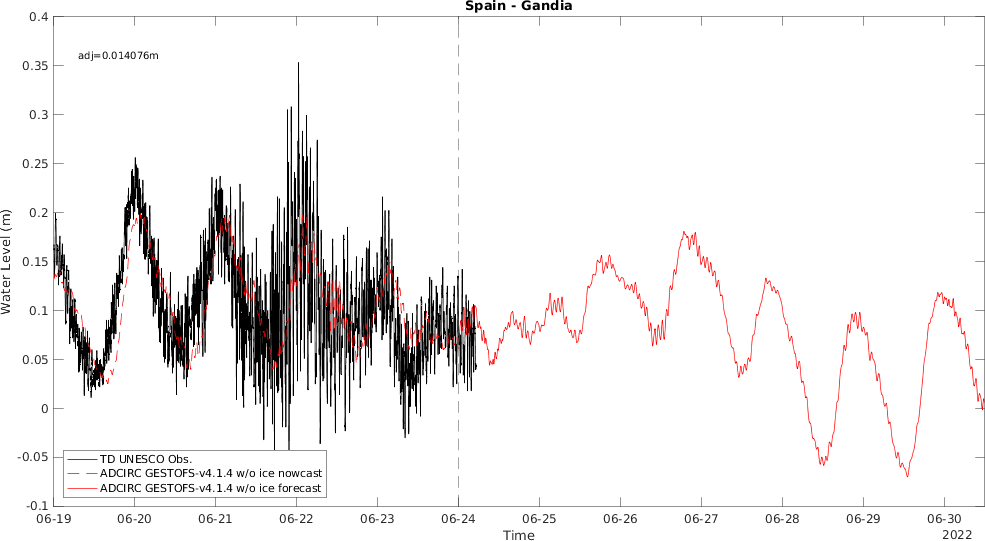 Spain - Gandia
adj=0.014076m
Water Level (m)
0.4
0.35
0.3
0.25
0.2
0.15
0.1
0.05
0
-0.05
-0.1
TD UNESCO Obs.
ADCIRC GESTOFS-v4.1.4 w/o ice nowcast
ADCIRC GESTOFS-v4.1.4 w/o ice forecast
06-19 06-20 06-21 06-22 06-23 06-24 06-25 06-26 06-27 06-28 06-29 06-30
Time
2022